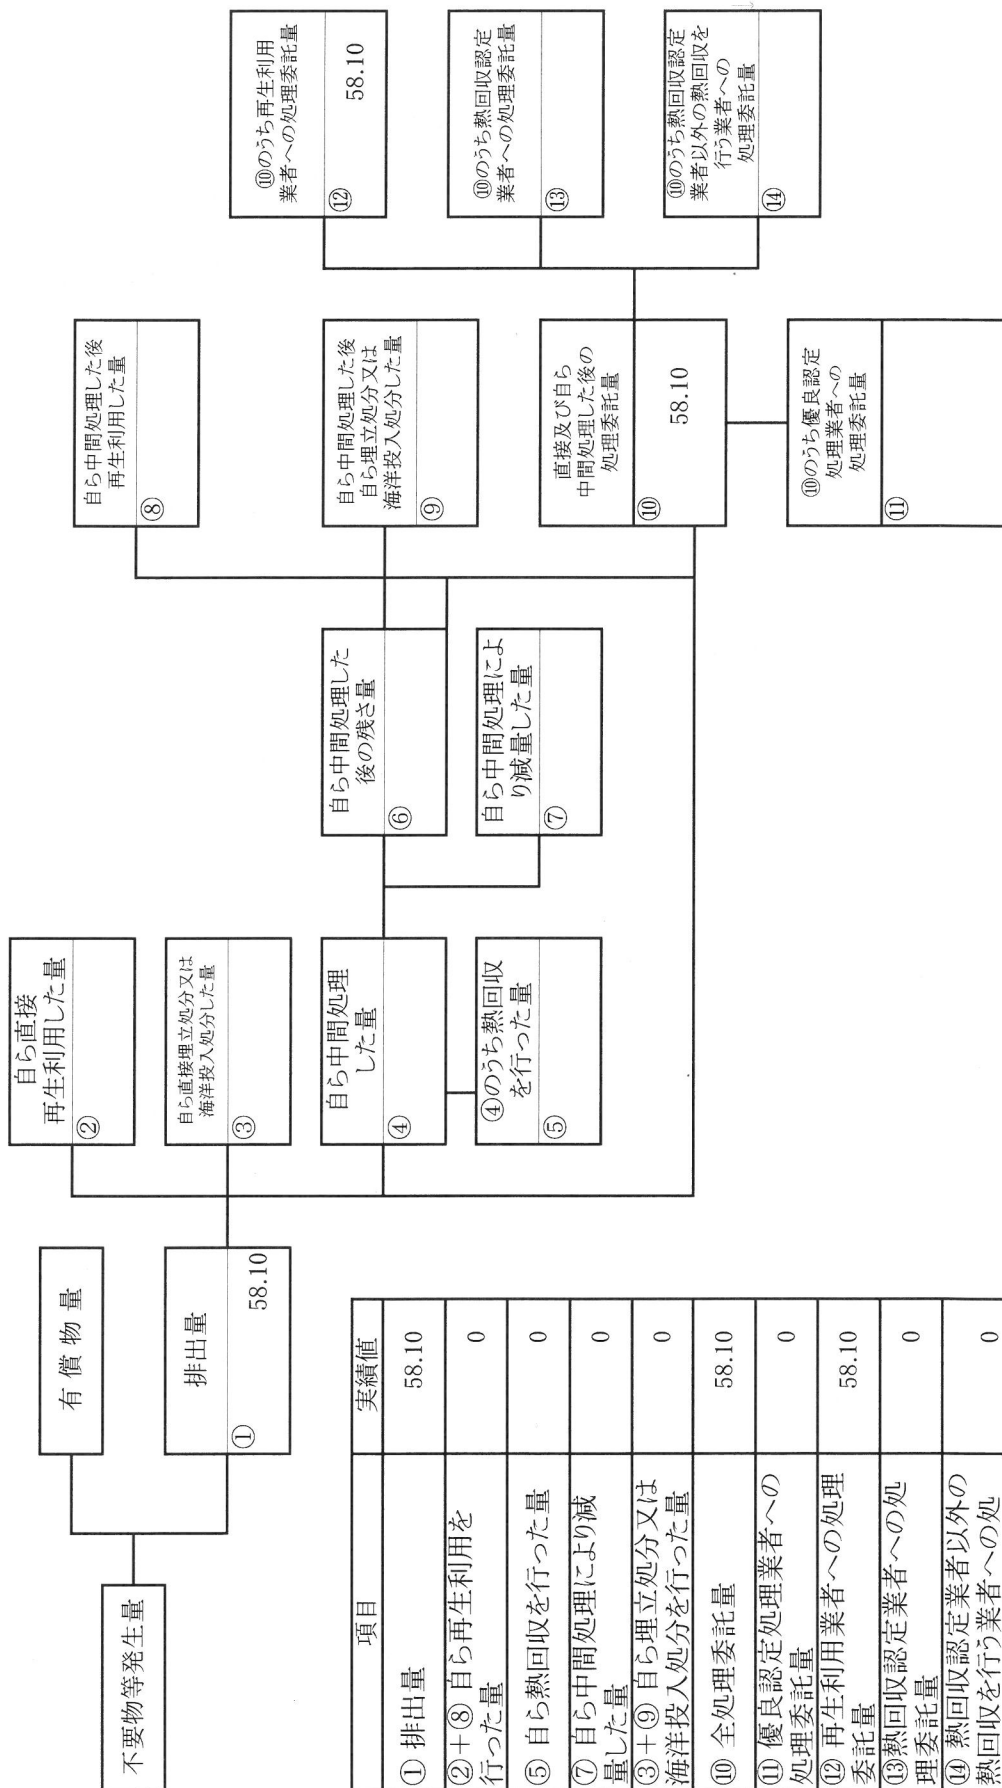 不要物等発生量
有償物量
排出量
①
58.10
自ら直接
再生利用した量
②
自ら直接埋立処分又は
海洋投入処分した量
③
自ら中間処理
した量
④
④のうち熱回収
を行った量
⑤
自ら中間処理した
後の残さ量
⑥
自ら中間処理によ
り減量した量
⑦
自ら中間処理した後
再生利用した量
⑧
自ら中間処理した後
自ら埋立処分又は
海洋投入処分した量
⑨
直接及び自ら
中間処理した後の
処理委託量
⑩
58.10
⑩のうち優良認定
処理業者への
処理委託量
⑪
⑩のうち再生利用
業者への処理委託量
⑫
58.10
⑩のうち熱回収認定
業者への処理委託量
⑬
⑩のうち熱回収認定
業者以外の熱回収を
行う業者への
処理委託量
⑭
項目 実績値
① 排出量 58.10
②+⑧ 自ら再生利用を
行った量 0
⑤ 自ら熱回収を行った量 0
⑦ 自ら中間処理により減
量した量 0
③+⑨ 自ら埋立処分又は
海洋投入処分を行った量 0
⑩ 全処理委託量 58.10
⑪ 優良認定処理業者への
処理委託量 0
⑫ 再生利用業者への処理
委託量 58.10
⑬熱回収認定業者への処
理委託量 0
⑭ 熱回収認定業者以外の
熱回収を行う業者への処 0